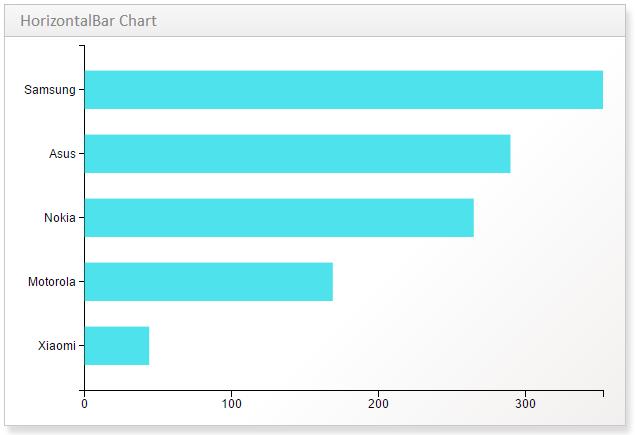 HorizontalBar Chart
Samsung
Asus
Nokia
Motorola
Xiaomi
0 100 200 300